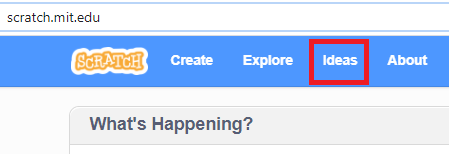 scratch.mit.edu
SCRATCH Create Explore Ideas About
What's Happening?